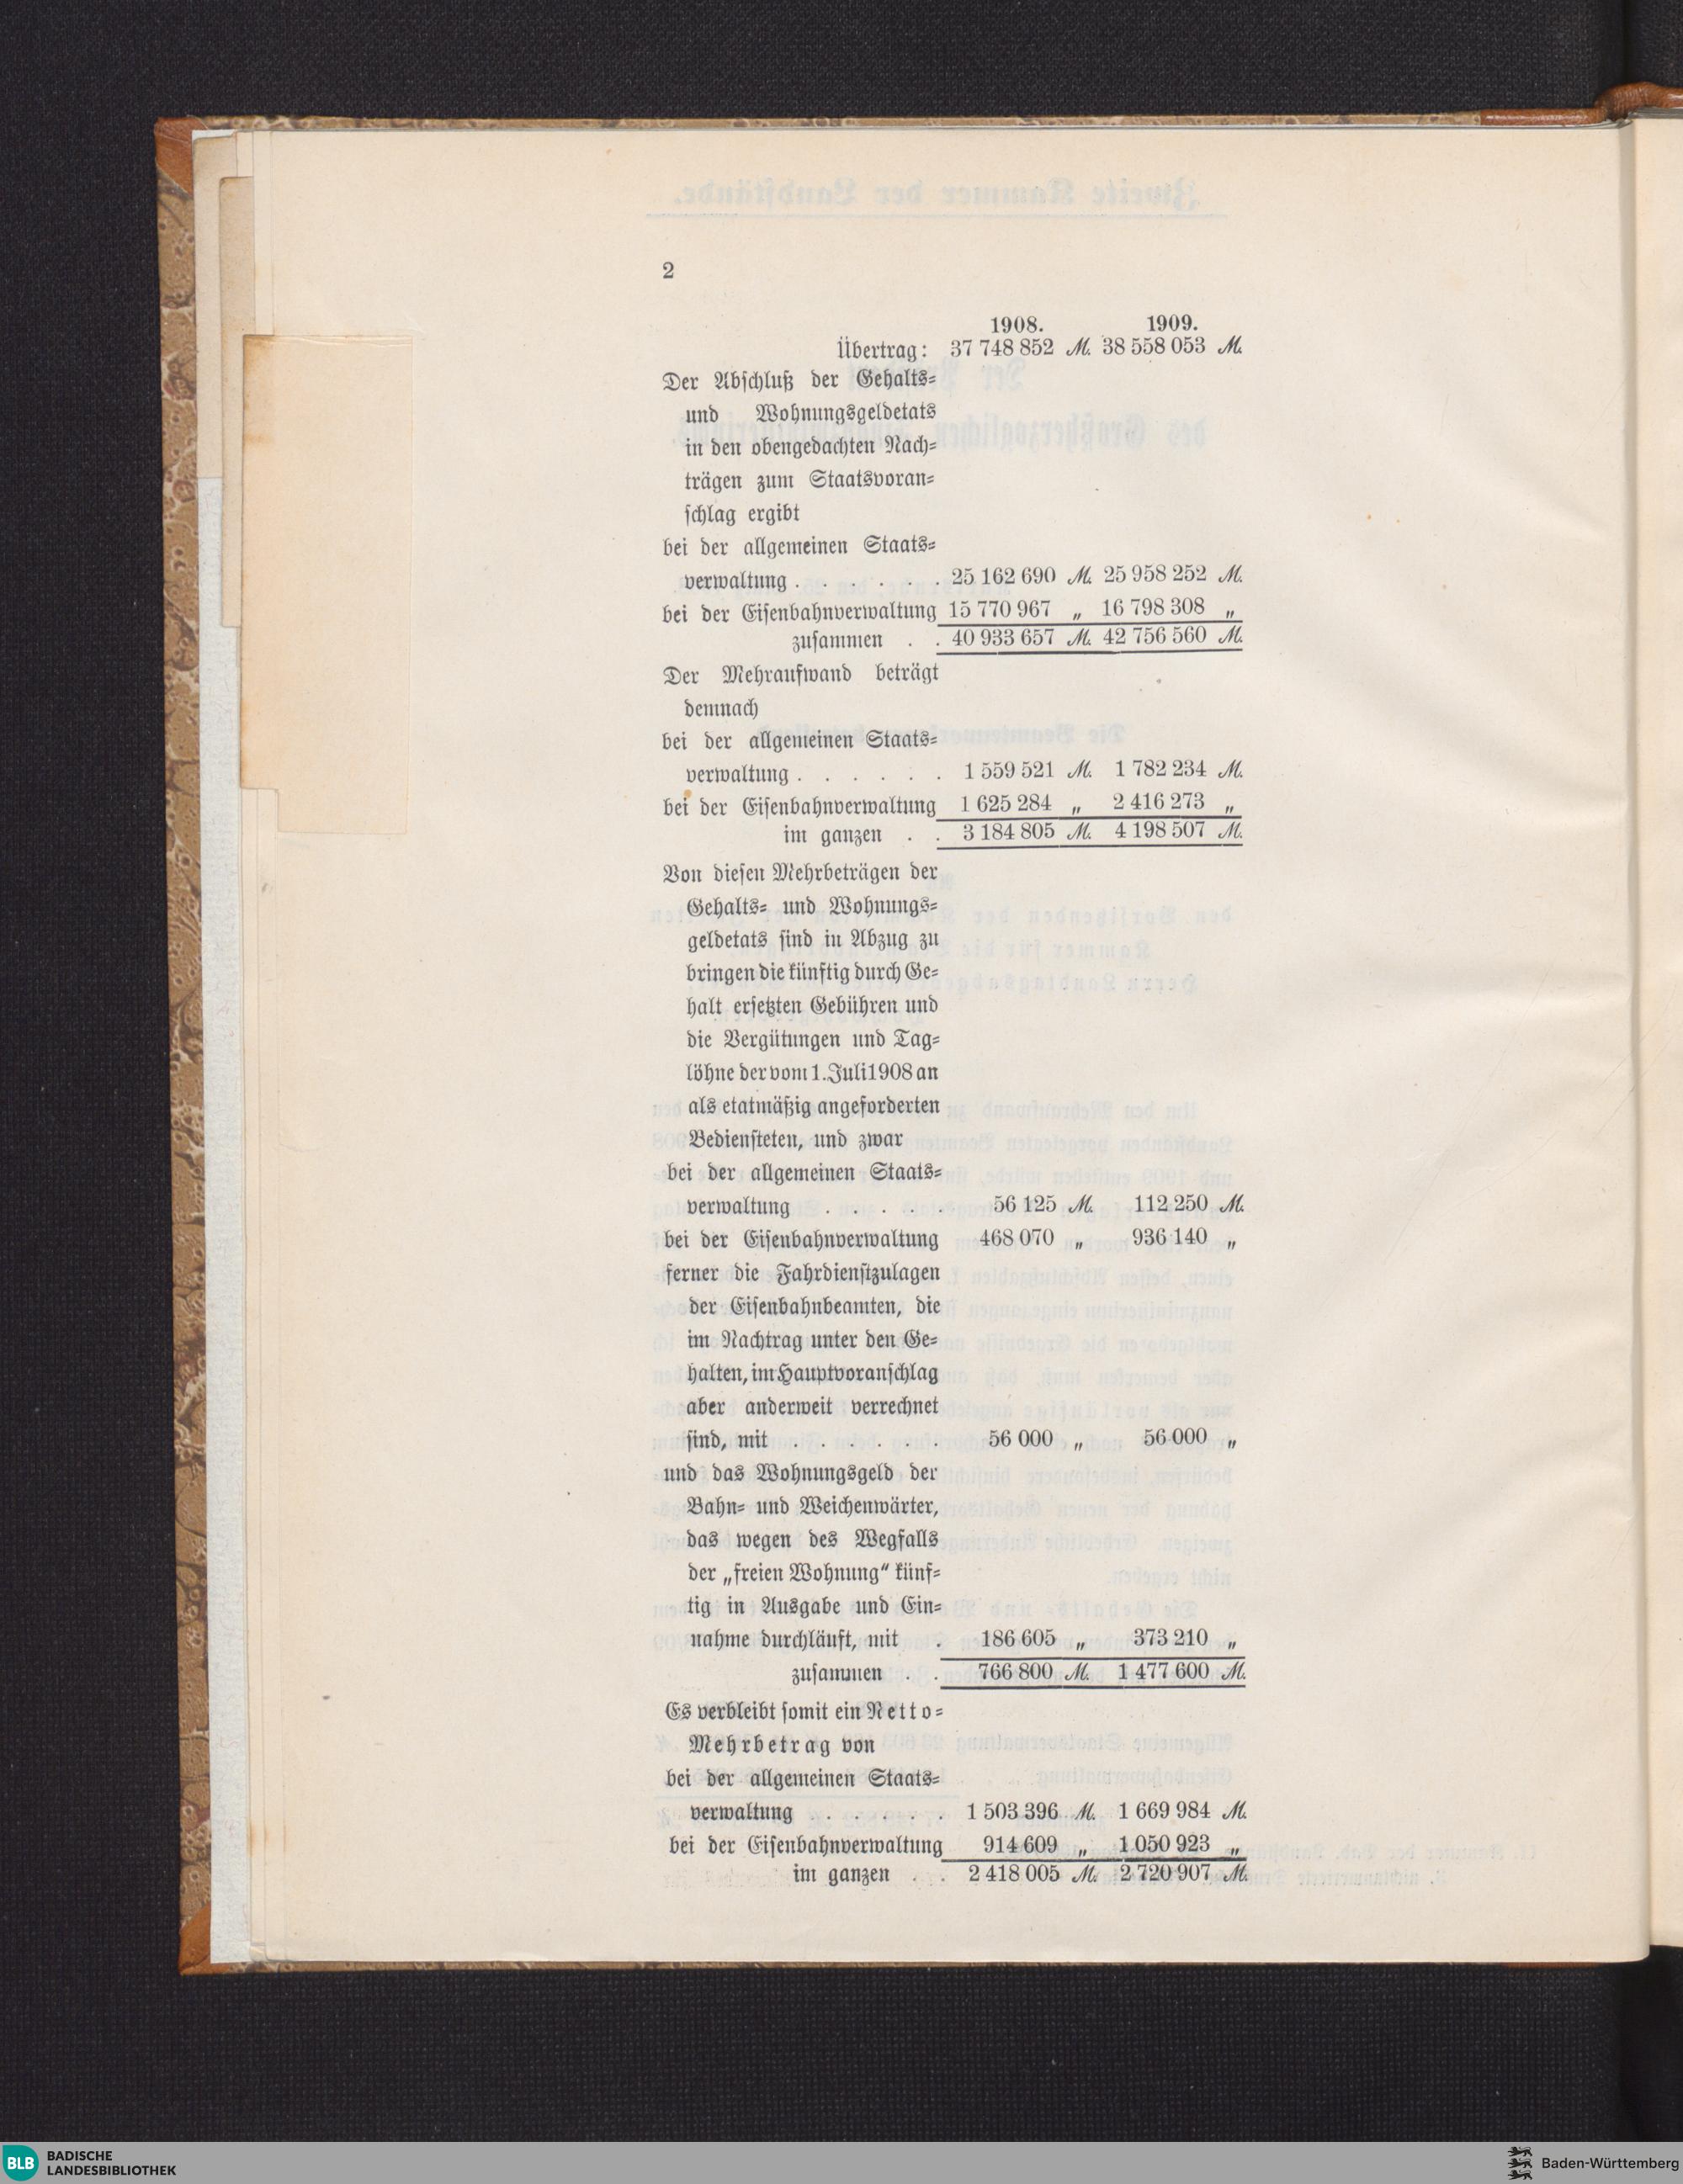 2
1908. 1909.
Übertrag: 37 748 852 ℳ. 38 558 053 ℳ.
Der Abschluß der Gehalts-
und Wohnungsgeldetats
in den obengedachten Nach-
trägen zum Staatsvoran-
schlag ergibt
bei der allgemeinen Staats-
verwaltung . . . . . . 25 162 690 ℳ. 25 958 252 ℳ.
bei der Eisenbahnverwaltung 15 770 967 „ 16 798 308 „
zusammen . . 40 933 657 ℳ. 42 756 560 ℳ.
Der Mehraufwand beträgt
demnach
bei der allgemeinen Staats-
verwaltung . . . . . . 1 559 521 ℳ. 1 782 234 ℳ.
bei der Eisenbahnverwaltung 1 625 284 „ 2 416 273 „
im ganzen . . 3 184 805 ℳ. 4 198 507 ℳ.
Von diesen Mehrbeträgen der
Gehalts- und Wohnungs-
geldetats sind in Abzug zu
bringen die künftig durch Ge-
halt ersetzten Gebühren und
die Vergütungen und Tag-
löhne der vom 1. Juli 1908 an
als etatmäßig angeforderten
Bediensteten, und zwar
bei der allgemeinen Staats-
verwaltung . . . . . 56 125 ℳ. 112 250 ℳ.
bei der Eisenbahnverwaltung 468 070 „ 936 140 „
ferner die Fahrdienstzulagen
der Eisenbahnbeamten, die
im Nachtrag unter den Ge-
halten, im Hauptvoranschlag
aber anderweit verrechnet
sind, mit . . . . . . 56 000 „ 56 000 „
und das Wohnungsgeld der
Bahn- und Weichenwärter,
das wegen des Wegfalls
der „freien Wohnung“ künf-
tig in Ausgabe und Ein-
nahme durchläuft, mit . 186 605 „ 373 210 „
zusammen . . 766 800 ℳ. 1 477 600 ℳ.
Es verbleibt somit ein Netto-
Mehrbetrag von
bei der allgemeinen Staats-
verwaltung . . . . . 1 503 396 ℳ. 1 669 984 ℳ.
bei der Eisenbahnverwaltung 914 609 „ 1 050 923 „
im ganzen . . 2 418 005 ℳ. 2 720 907 ℳ.
BLB BADISCHE
LANDESBIBLIOTHEK
Baden-Württemberg